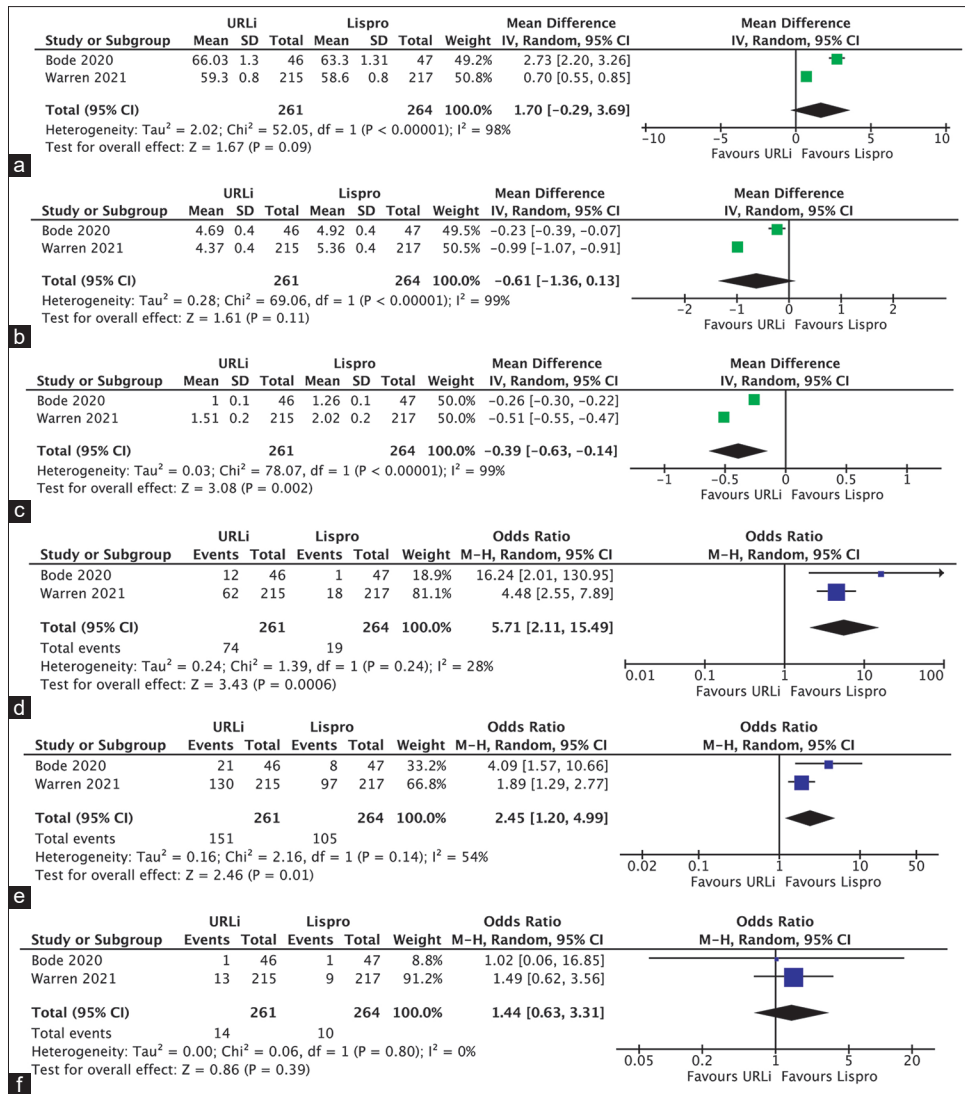 URLi Lispro Mean Difference Mean Difference
Study or Subgroup Mean SD Total Mean SD Total Weight IV, Random, 95% CI IV, Random, 95% CI
Bode 2020 66.03 1.3 46 63.3 1.31 47 49.2% 2.73 [2.20, 3.26]
Warren 2021 59.3 0.8 215 58.6 0.8 217 50.8% 0.70 [0.55, 0.85]
Total (95% CI) 261 264 100.0% 1.70 [-0.29, 3.69]
Heterogeneity: Tau² = 2.02; Chi² = 52.05, df = 1 (P < 0.00001); I² = 98%
Test for overall effect: Z = 1.67 (P = 0.09)
-10 -5 0 5 10
Favours URLi Favours Lispro
a
URLi Lispro Mean Difference Mean Difference
Study or Subgroup Mean SD Total Mean SD Total Weight IV, Random, 95% CI IV, Random, 95% CI
Bode 2020 4.69 0.4 46 4.92 0.4 47 49.5% -0.23 [-0.39, -0.07]
Warren 2021 4.37 0.4 215 5.36 0.4 217 50.5% -0.99 [-1.07, -0.91]
Total (95% CI) 261 264 100.0% -0.61 [-1.36, 0.13]
Heterogeneity: Tau² = 0.28; Chi² = 69.06, df = 1 (P < 0.00001); I² = 99%
Test for overall effect: Z = 1.61 (P = 0.11)
-2 -1 0 1 2
Favours URLi Favours Lispro
b
URLi Lispro Mean Difference Mean Difference
Study or Subgroup Mean SD Total Mean SD Total Weight IV, Random, 95% CI IV, Random, 95% CI
Bode 2020 1 0.1 46 1.26 0.1 47 50.0% -0.26 [-0.30, -0.22]
Warren 2021 1.51 0.2 215 2.02 0.2 217 50.0% -0.51 [-0.55, -0.47]
Total (95% CI) 261 264 100.0% -0.39 [-0.63, -0.14]
Heterogeneity: Tau² = 0.03; Chi² = 78.07, df = 1 (P < 0.00001); I² = 99%
Test for overall effect: Z = 3.08 (P = 0.002)
-1 -0.5 0 0.5 1
Favours URLi Favours Lispro
c
URLi Lispro Odds Ratio Odds Ratio
Study or Subgroup Events Total Events Total Weight M-H, Random, 95% CI M-H, Random, 95% CI
Bode 2020 12 46 1 47 18.9% 16.24 [2.01, 130.95]
Warren 2021 62 215 18 217 81.1% 4.48 [2.55, 7.89]
Total (95% CI) 261 264 100.0% 5.71 [2.11, 15.49]
Total events 74 19
Heterogeneity: Tau² = 0.24; Chi² = 1.39, df = 1 (P = 0.24); I² = 28%
Test for overall effect: Z = 3.43 (P = 0.0006)
0.01 0.1 1 10 100
Favours URLi Favours Lispro
d
URLi Lispro Odds Ratio Odds Ratio
Study or Subgroup Events Total Events Total Weight M-H, Random, 95% CI M-H, Random, 95% CI
Bode 2020 21 46 8 47 33.2% 4.09 [1.57, 10.66]
Warren 2021 130 215 97 217 66.8% 1.89 [1.29, 2.77]
Total (95% CI) 261 264 100.0% 2.45 [1.20, 4.99]
Total events 151 105
Heterogeneity: Tau² = 0.16; Chi² = 2.16, df = 1 (P = 0.14); I² = 54%
Test for overall effect: Z = 2.46 (P = 0.01)
0.02 0.1 1 10 50
Favours URLi Favours Lispro
e
URLi Lispro Odds Ratio Odds Ratio
Study or Subgroup Events Total Events Total Weight M-H, Random, 95% CI M-H, Random, 95% CI
Bode 2020 1 46 1 47 8.8% 1.02 [0.06, 16.85]
Warren 2021 13 215 9 217 91.2% 1.49 [0.62, 3.56]
Total (95% CI) 261 264 100.0% 1.44 [0.63, 3.31]
Total events 14 10
Heterogeneity: Tau² = 0.00; Chi² = 0.06, df = 1 (P = 0.80); I² = 0%
Test for overall effect: Z = 0.86 (P = 0.39)
0.05 0.2 1 5 20
Favours URLi Favours Lispro
f